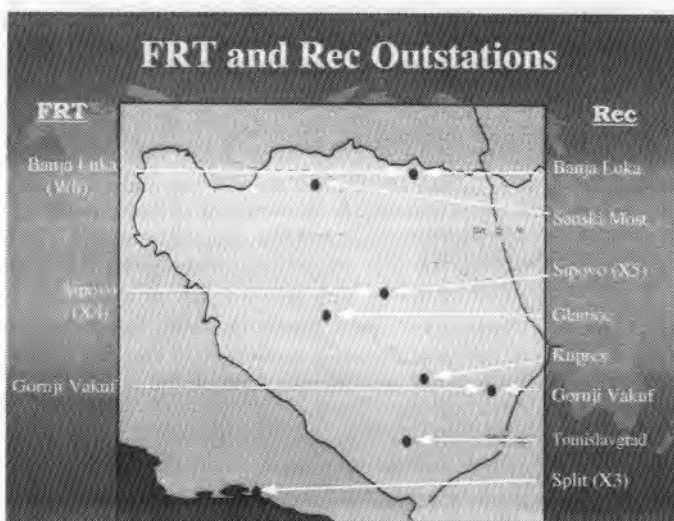 FRT and Rec Outstations
FRT
Banja Luka
Sipovo
(X4)
Gornji Vakuf
Rec
Banja Luka
Sanski Most
Sipovo (X5)
Glamoc
Kupres
Gornji Vakuf
Tomislavgrad
Split (X3)